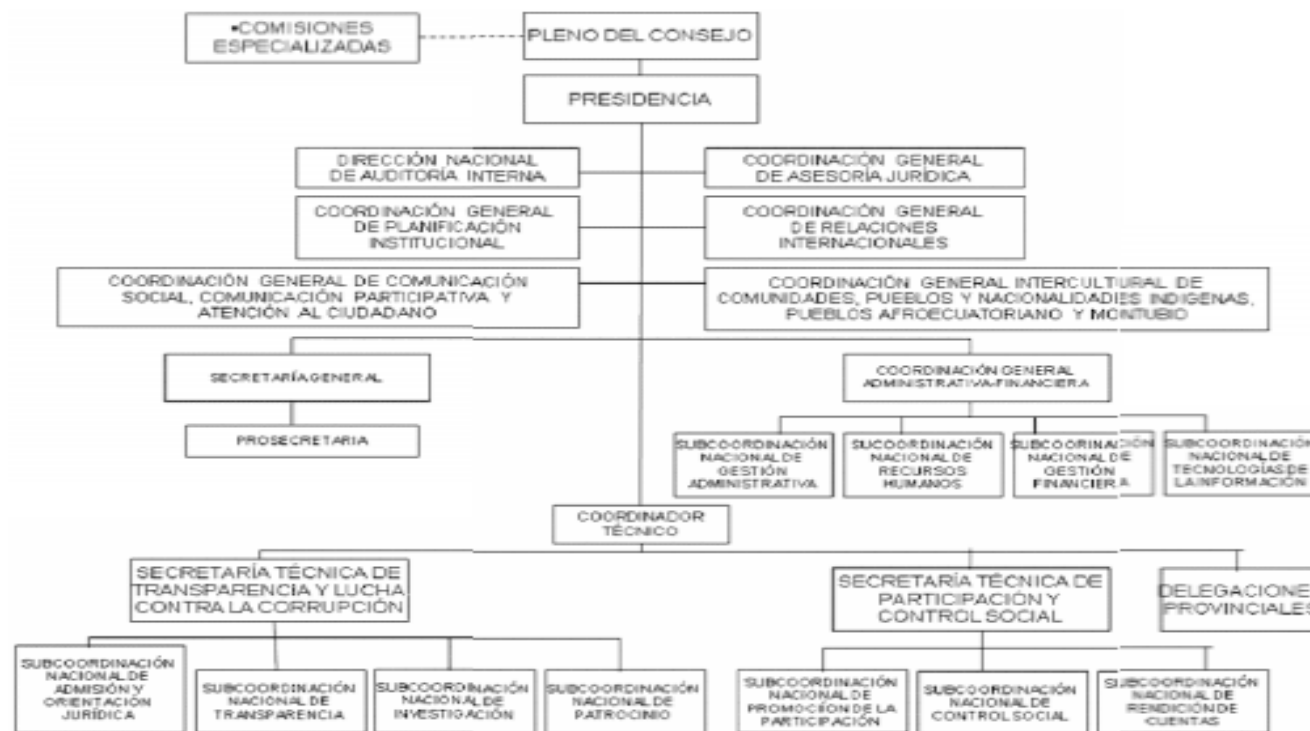 •COMISIONES
ESPECIALIZADAS
PLENO DEL CONSEJO
PRESIDENCIA
DIRECCIÓN NACIONAL
DE AUDITORÍA INTERNA
COORDINACIÓN GENERAL
DE ASESORÍA JURÍDICA
COORDINACIÓN GENERAL
DE PLANIFICACIÓN
INSTITUCIONAL
COORDINACIÓN GENERAL
DE RELACIONES
INTERNACIONALES
COORDINACIÓN GENERAL DE COMUNICACIÓN
SOCIAL, COMUNICACIÓN PARTICIPATIVA Y
ATENCIÓN AL CIUDADANO
COORDINACIÓN GENERAL INTERCULTURAL DE
COMUNIDADES, PUEBLOS Y NACIONALIDADES INDIGENAS,
PUEBLOS AFROECUATORIANO Y MONTUBIO
SECRETARÍA GENERAL
COORDINACIÓN GENERAL
ADMINISTRATIVA-FINANCIERA
PROSECRETARIA
SUBCOORDINACIÓN
NACIONAL DE
GESTIÓN
ADMINISTRATIVA
SUCOORDINACIÓN
NACIONAL DE
RECURSOS
HUMANOS
SUBCOORINACIÓN
NACIONAL DE
GESTIÓN
FINANCIERA
SUBCOORDINACIÓN
NACIONAL DE
TECNOLOGÍAS DE
LA INFORMACIÓN
COORDINADOR
TÉCNICO
SECRETARÍA TÉCNICA DE
TRANSPARENCIA Y LUCHA
CONTRA LA CORRUPCIÓN
SECRETARÍA TÉCNICA DE
PARTICIPACIÓN Y
CONTROL SOCIAL
DELEGACIONE
PROVINCIALES
SUBCOORDINACIÓN
NACIONAL DE
ADMISIÓN Y
ORIENTACIÓN
JURÍDICA
SUBCOORDINACIÓN
NACIONAL DE
TRANSPARENCIA
SUBCOORDINACIÓN
NACIONAL DE
INVESTIGACIÓN
SUBCOORDINACIÓN
NACIONAL DE
PATROCINIO
SUBCOORDINACIÓN
NACIONAL DE
PROMOCIÓN DE LA
PARTICIPACIÓN
SUBCOORDINACIÓN
NACIONAL DE
CONTROL SOCIAL
SUBCOORDINACIÓN
NACIONAL DE
RENDICIÓN DE
CUENTAS